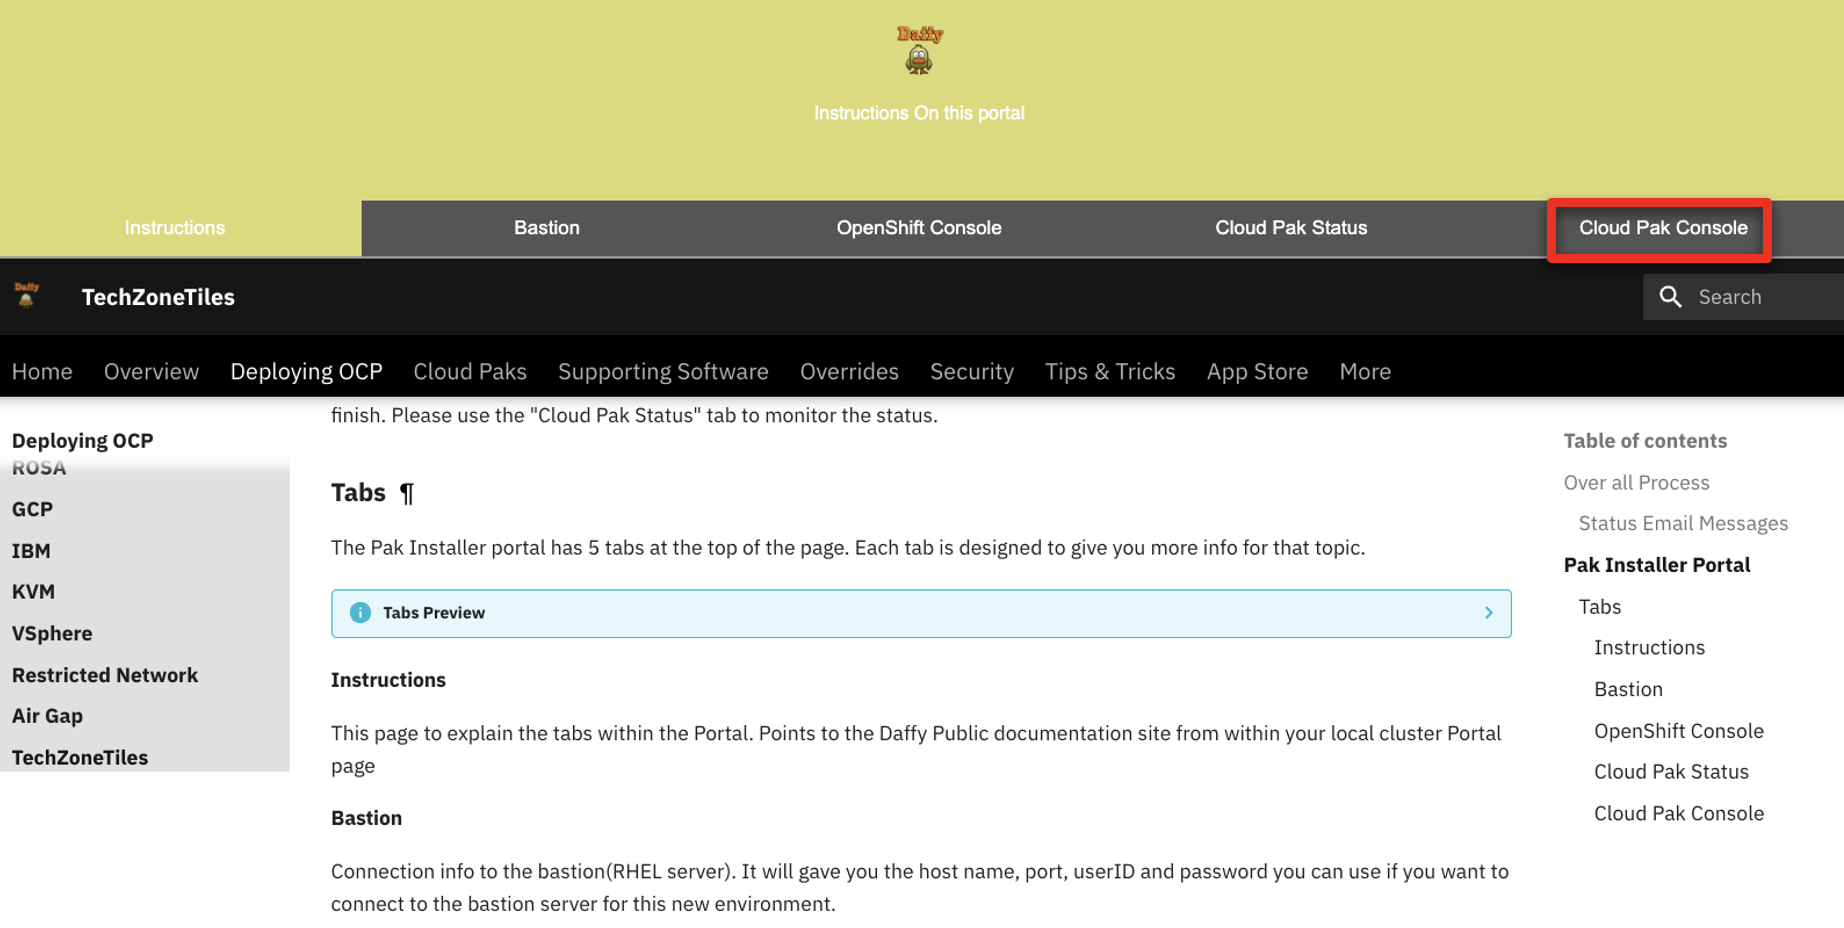 Daffy
Instructions On this portal
Instructions
Bastion
OpenShift Console
Cloud Pak Status
Cloud Pak Console
Daffy
TechZoneTiles
Search
Home
Overview
Deploying OCP
Cloud Paks
Supporting Software
Overrides
Security
Tips & Tricks
App Store
More
Deploying OCP
ROSA
GCP
IBM
KVM
VSphere
Restricted Network
Air Gap
TechZoneTiles
finish. Please use the "Cloud Pak Status" tab to monitor the status.
Tabs ¶
The Pak Installer portal has 5 tabs at the top of the page. Each tab is designed to give you more info for that topic.
Tabs Preview
Instructions
This page to explain the tabs within the Portal. Points to the Daffy Public documentation site from within your local cluster Portal
page
Bastion
Connection info to the bastion(RHEL server). It will gave you the host name, port, userID and password you can use if you want to
connect to the bastion server for this new environment.
Table of contents
Over all Process
Status Email Messages
Pak Installer Portal
Tabs
Instructions
Bastion
OpenShift Console
Cloud Pak Status
Cloud Pak Console